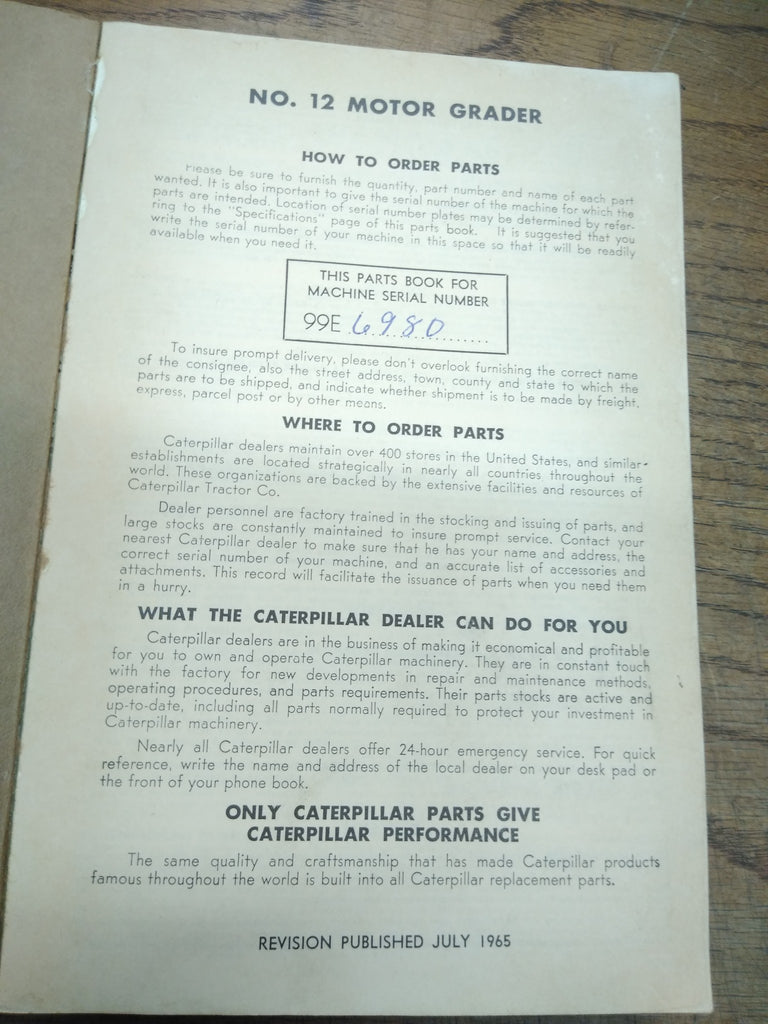 NO. 12 MOTOR GRADER
HOW TO ORDER PARTS
Please be sure to furnish the quantity, part number and name of each part
wanted. It is also important to give the serial number of the machine for which the
parts are intended. Location of serial number plates may be determined by refer-
ring to the "Specifications" page of this parts book. It is suggested that you
write the serial number of your machine in this space so that it will be readily
available when you need it.
THIS PARTS BOOK FOR
MACHINE SERIAL NUMBER
99E 6980
To insure prompt delivery, please don't overlook furnishing the correct name
of the consignee, also the street address, town, county and state to which the
parts are to be shipped, and indicate whether shipment is to be made by freight,
express, parcel post or by other means.
WHERE TO ORDER PARTS
Caterpillar dealers maintain over 400 stores in the United States, and similar
establishments are located strategically in nearly all countries throughout the
world. These organizations are backed by the extensive facilities and resources of
Caterpillar Tractor Co.
Dealer personnel are factory trained in the stocking and issuing of parts, and
large stocks are constantly maintained to insure prompt service. Contact your
nearest Caterpillar dealer to make sure that he has your name and address, the
correct serial number of your machine, and an accurate list of accessories and
attachments. This record will facilitate the issuance of parts when you need them
in a hurry.
WHAT THE CATERPILLAR DEALER CAN DO FOR YOU
Caterpillar dealers are in the business of making it economical and profitable
for you to own and operate Caterpillar machinery. They are in constant touch
with the factory for new developments in repair and maintenance methods,
operating procedures, and parts requirements. Their parts stocks are active and
up-to-date, including all parts normally required to protect your investment in
Caterpillar machinery.
Nearly all Caterpillar dealers offer 24-hour emergency service. For quick
reference, write the name and address of the local dealer on your desk pad or
the front of your phone book.
ONLY CATERPILLAR PARTS GIVE
CATERPILLAR PERFORMANCE
The same quality and craftsmanship that has made Caterpillar products
famous throughout the world is built into all Caterpillar replacement parts.
REVISION PUBLISHED JULY 1965